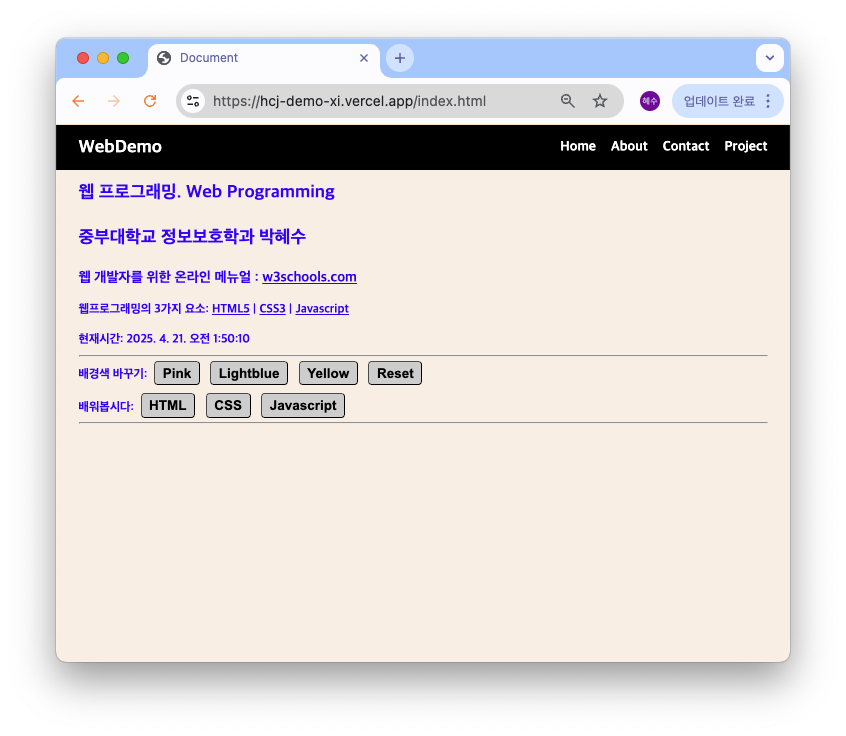 Document
https://hcj-demo-xi.vercel.app/index.html
혜수
업데이트 완료
WebDemo
Home About Contact Project
웹 프로그래밍. Web Programming
중부대학교 정보보호학과 박혜수
웹 개발자를 위한 온라인 메뉴얼 : w3schools.com
웹프로그래밍의 3가지 요소: HTML5 | CSS3 | Javascript
현재시간: 2025. 4. 21. 오전 1:50:10
배경색 바꾸기: Pink Lightblue Yellow Reset
배워봅시다: HTML CSS Javascript